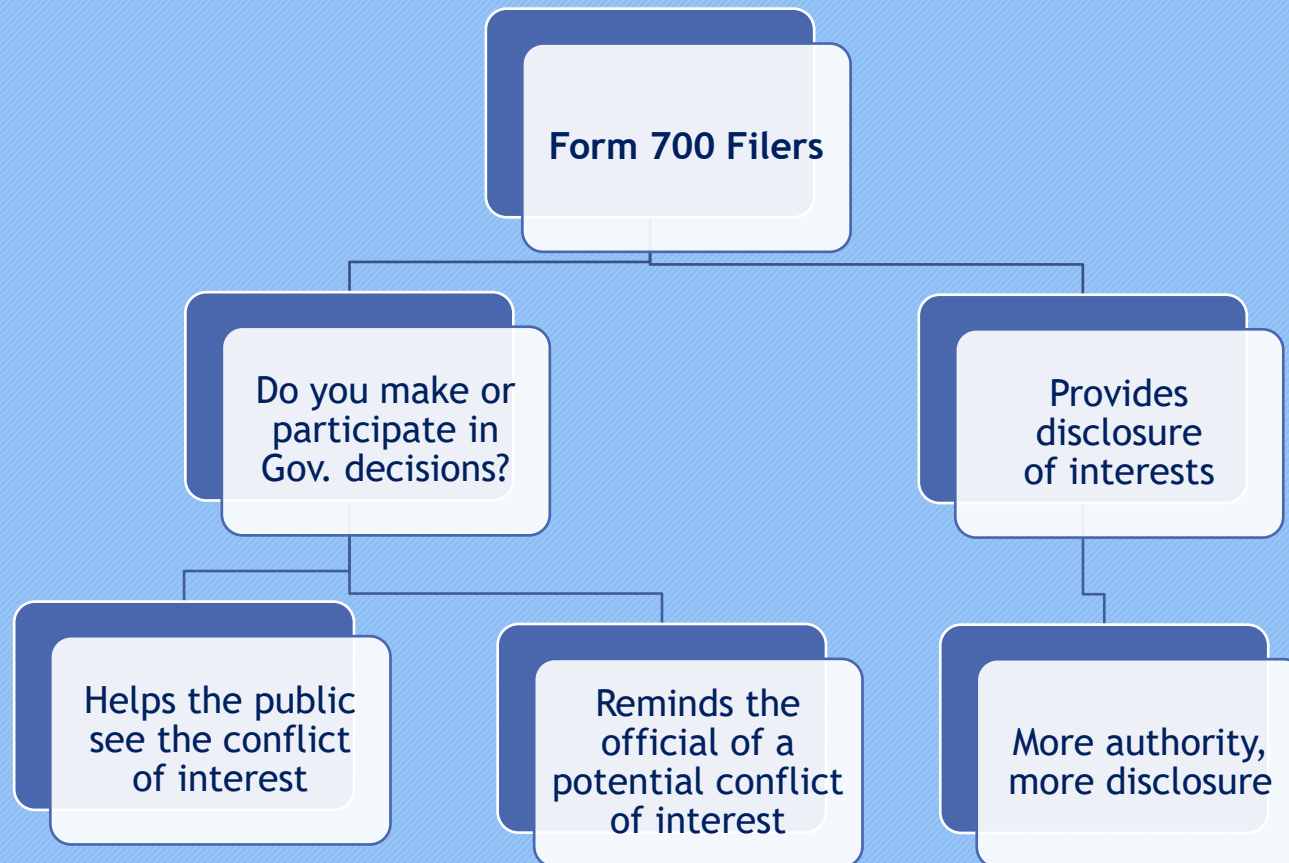 Form 700 Filers
Do you make or
participate in
Gov. decisions?
Provides
disclosure
of interests
Helps the public
see the conflict
of interest
Reminds the
official of a
potential conflict
of interest
More authority,
more disclosure